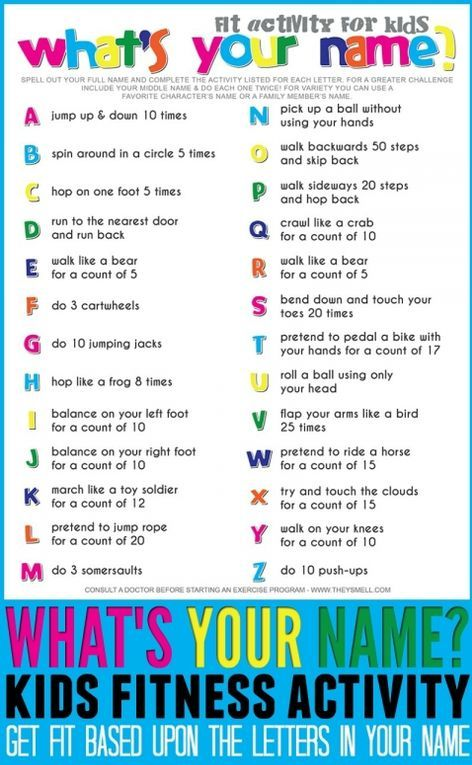 FIT ACTIVITY FOR KIDS
WHAT'S YOUR NAME?
SPELL OUT YOUR FULL NAME AND COMPLETE THE ACTIVITY LISTED FOR EACH LETTER. FOR A GREATER CHALLENGE
INCLUDE YOUR MIDDLE NAME & DO EACH ONE TWICE! FOR VARIETY YOU CAN USE A
FAVORITE CHARACTER'S NAME OR A FAMILY MEMBER'S NAME
A jump up & down 10 times
B spin around in a circle 5 times
C hop on one foot 5 times
D run to the nearest door
and run back
E walk like a bear
for a count of 5
F do 3 cartwheels
G do 10 jumping jacks
H hop like a frog 8 times
I balance on your left foot
for a count of 10
J balance on your right foot
for a count of 10
K march like a toy soldier
for a count of 12
L pretend to jump rope
for a count of 20
M do 3 somersaults
N pick up a ball without
using your hands
O walk backwards 50 steps
and skip back
P walk sideways 20 steps
and hop back
Q crawl like a crab
for a count of 10
R walk like a bear
for a count of 5
S bend down and touch your
toes 20 times
T pretend to pedal a bike with
your hands for a count of 17
U roll a ball using only
your head
V flap your arms like a bird
25 times
W pretend to ride a horse
for a count of 15
X try and touch the clouds
for a count of 15
Y walk on your knees
for a count of 10
Z do 10 push-ups
CONSULT A DOCTOR BEFORE STARTING AN EXERCISE PROGRAM - WWW.THEYSMELL.COM
WHAT'S YOUR NAME?
KIDS FITNESS ACTIVITY
GET FIT BASED UPON THE LETTERS IN YOUR NAME